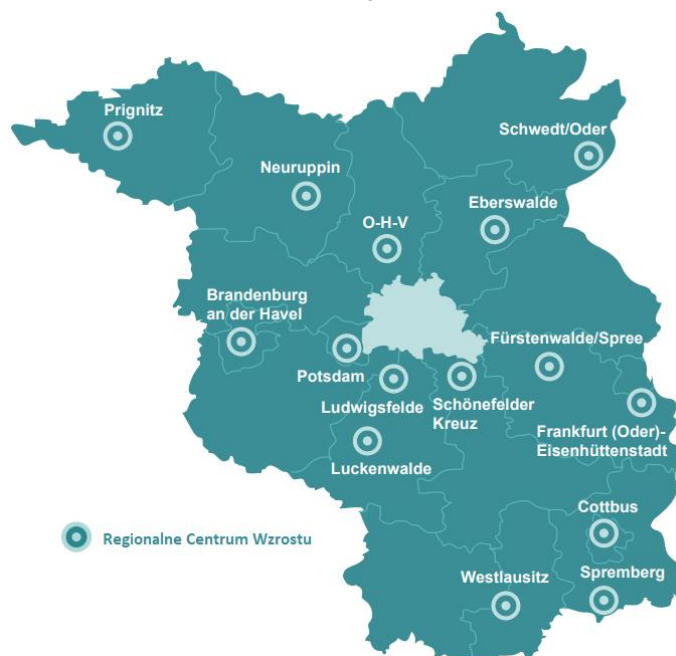 Prignitz
Schwedt/Oder
Neuruppin
Eberswalde
O-H-V
Brandenburg
an der Havel
Fürstenwalde/Spree
Potsdam
Ludwigsfelde
Schönefelder
Kreuz
Frankfurt (Oder)-
Eisenhüttenstadt
Luckenwalde
Cottbus
Regionalne Centrum Wzrostu
Westlausitz
Spremberg